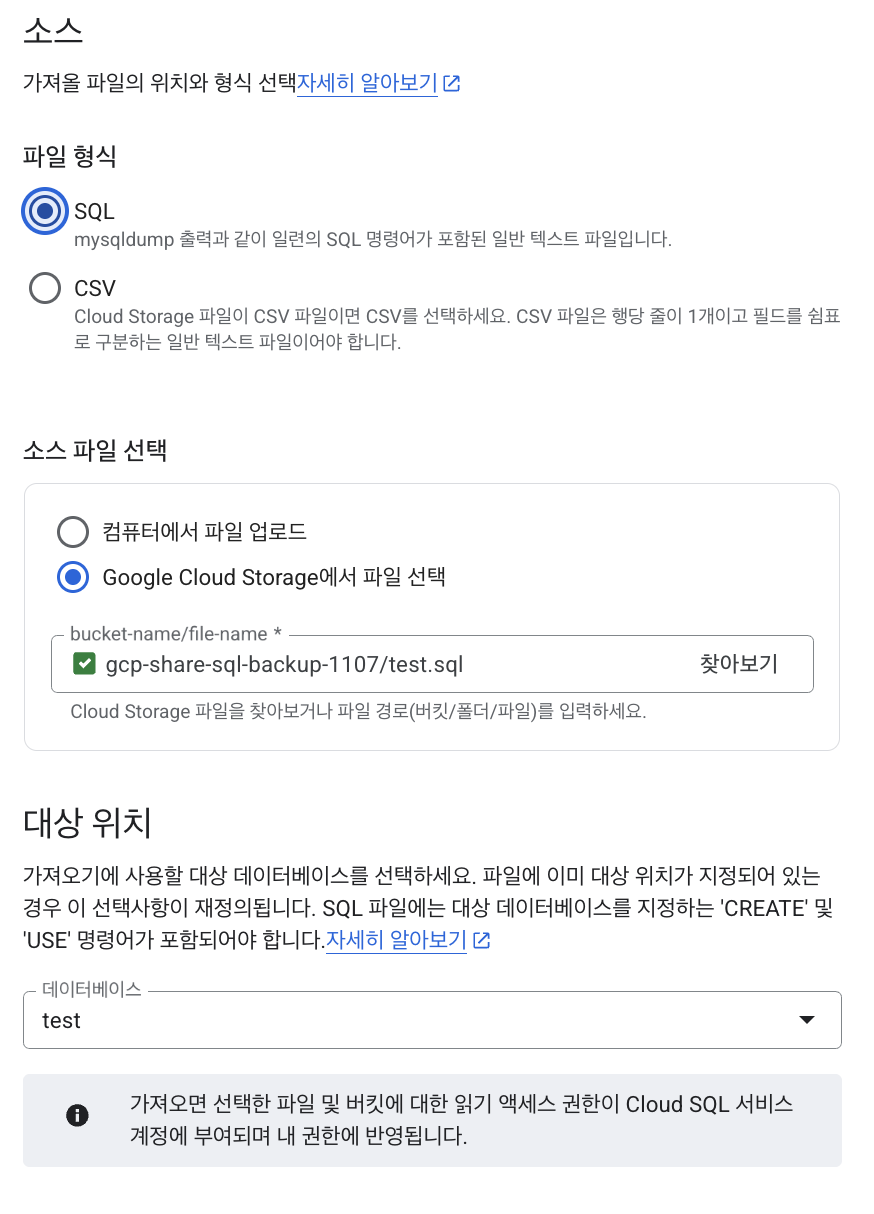 소스
가져올 파일의 위치와 형식 선택자세히 알아보기
파일 형식
SQL
mysqldump 출력과 같이 일련의 SQL 명령어가 포함된 일반 텍스트 파일입니다.
CSV
Cloud Storage 파일이 CSV 파일이면 CSV를 선택하세요. CSV 파일은 행당 줄이 1개이고 필드를 쉼표
로 구분하는 일반 텍스트 파일이어야 합니다.
소스 파일 선택
컴퓨터에서 파일 업로드
Google Cloud Storage에서 파일 선택
bucket-name/file-name *
gcp-share-sql-backup-1107/test.sql 찾아보기
Cloud Storage 파일을 찾아보거나 파일 경로(버킷/폴더/파일)를 입력하세요.
대상 위치
가져오기에 사용할 대상 데이터베이스를 선택하세요. 파일에 이미 대상 위치가 지정되어 있는
경우 이 선택사항이 재정의됩니다. SQL 파일에는 대상 데이터베이스를 지정하는 'CREATE' 및
'USE' 명령어가 포함되어야 합니다.자세히 알아보기
데이터베이스
test
가져오면 선택한 파일 및 버킷에 대한 읽기 액세스 권한이 Cloud SQL 서비스
계정에 부여되며 내 권한에 반영됩니다.